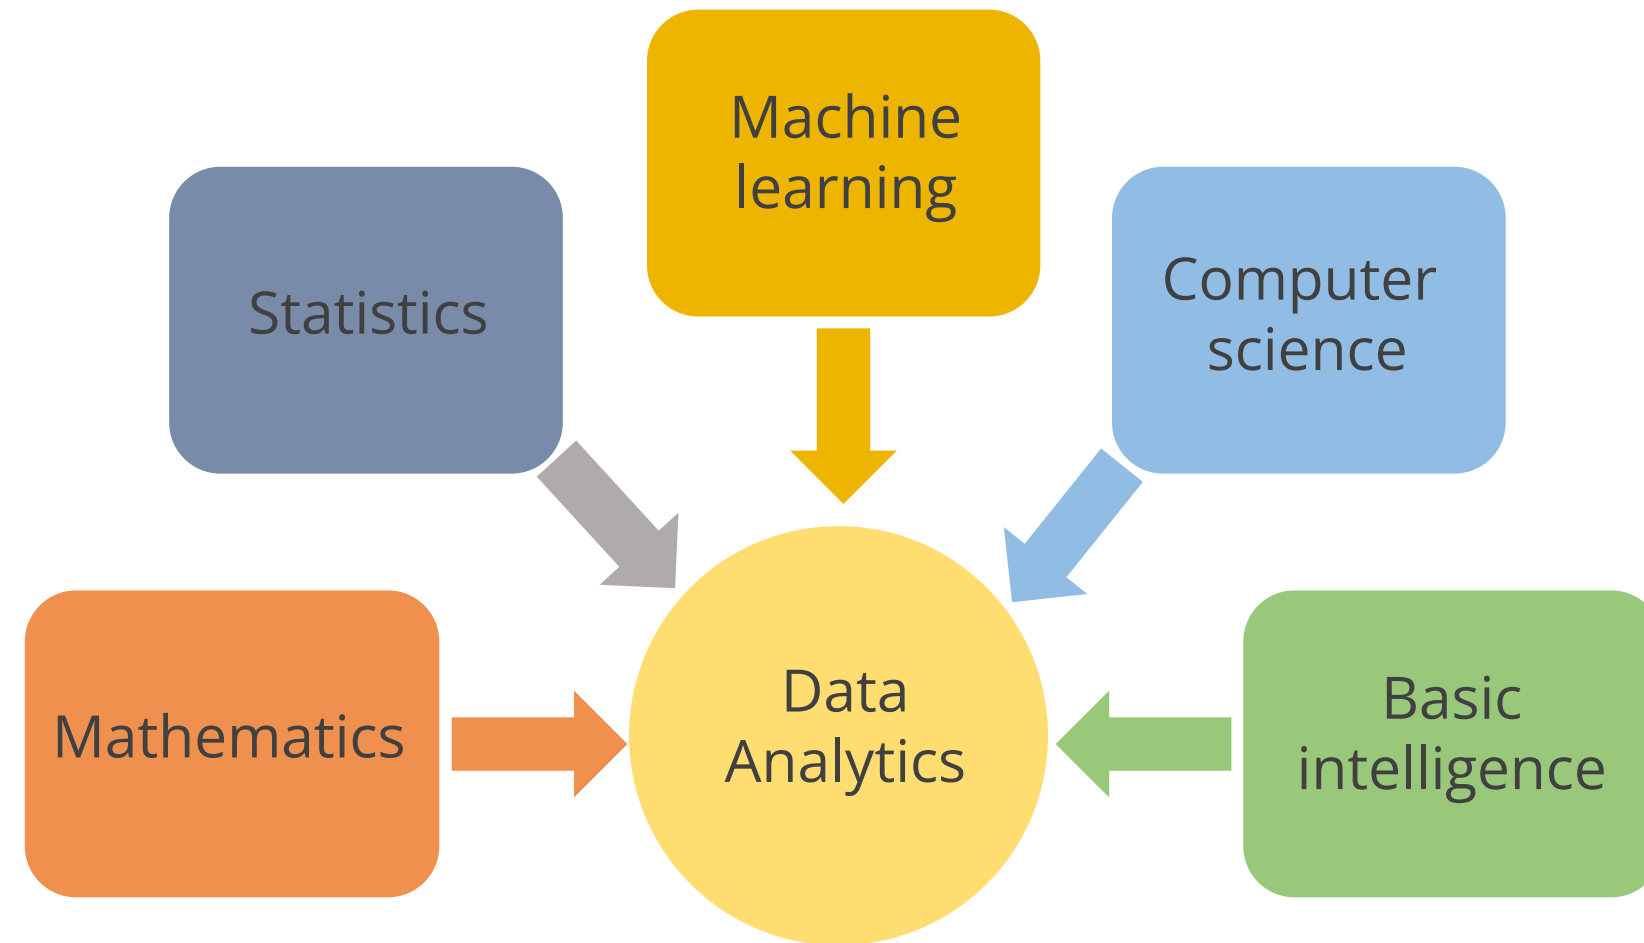 Machine
learning
Statistics
Computer
science
Mathematics
Data
Analytics
Basic
intelligence